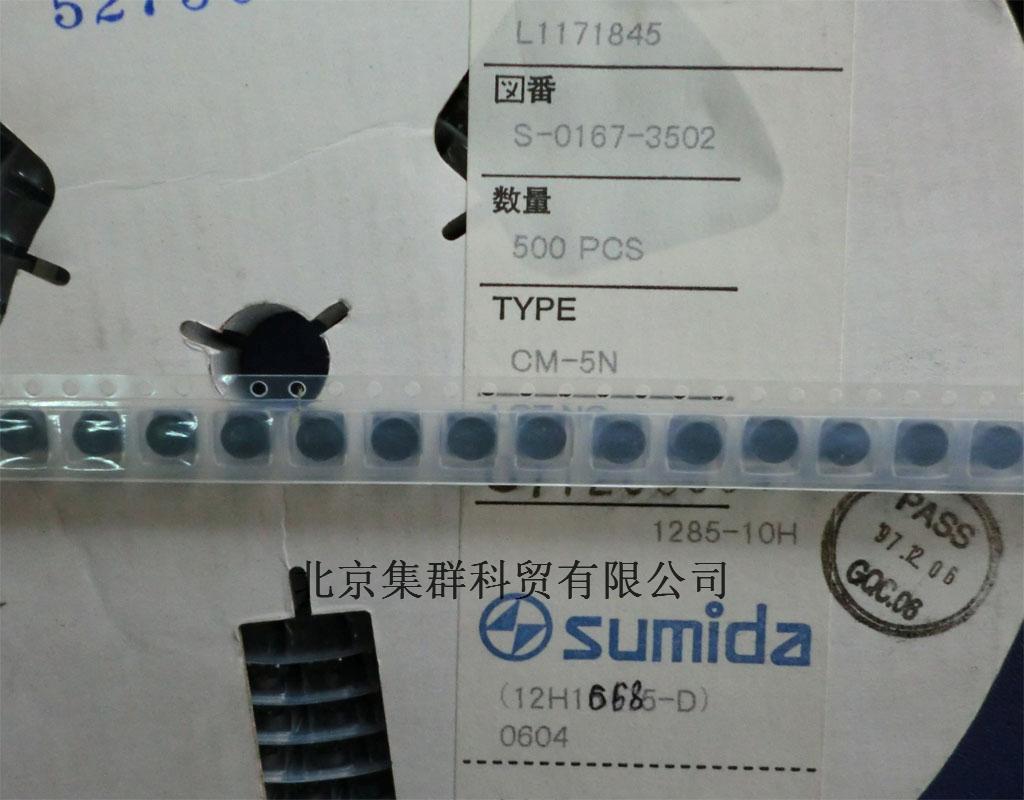 L1171845
図番
S-0167-3502
数量
500 PCS
TYPE
CM-5N
1285-10H
PASS
'97.12.06
GQC.06
北京集群科贸有限公司
sumida
0604